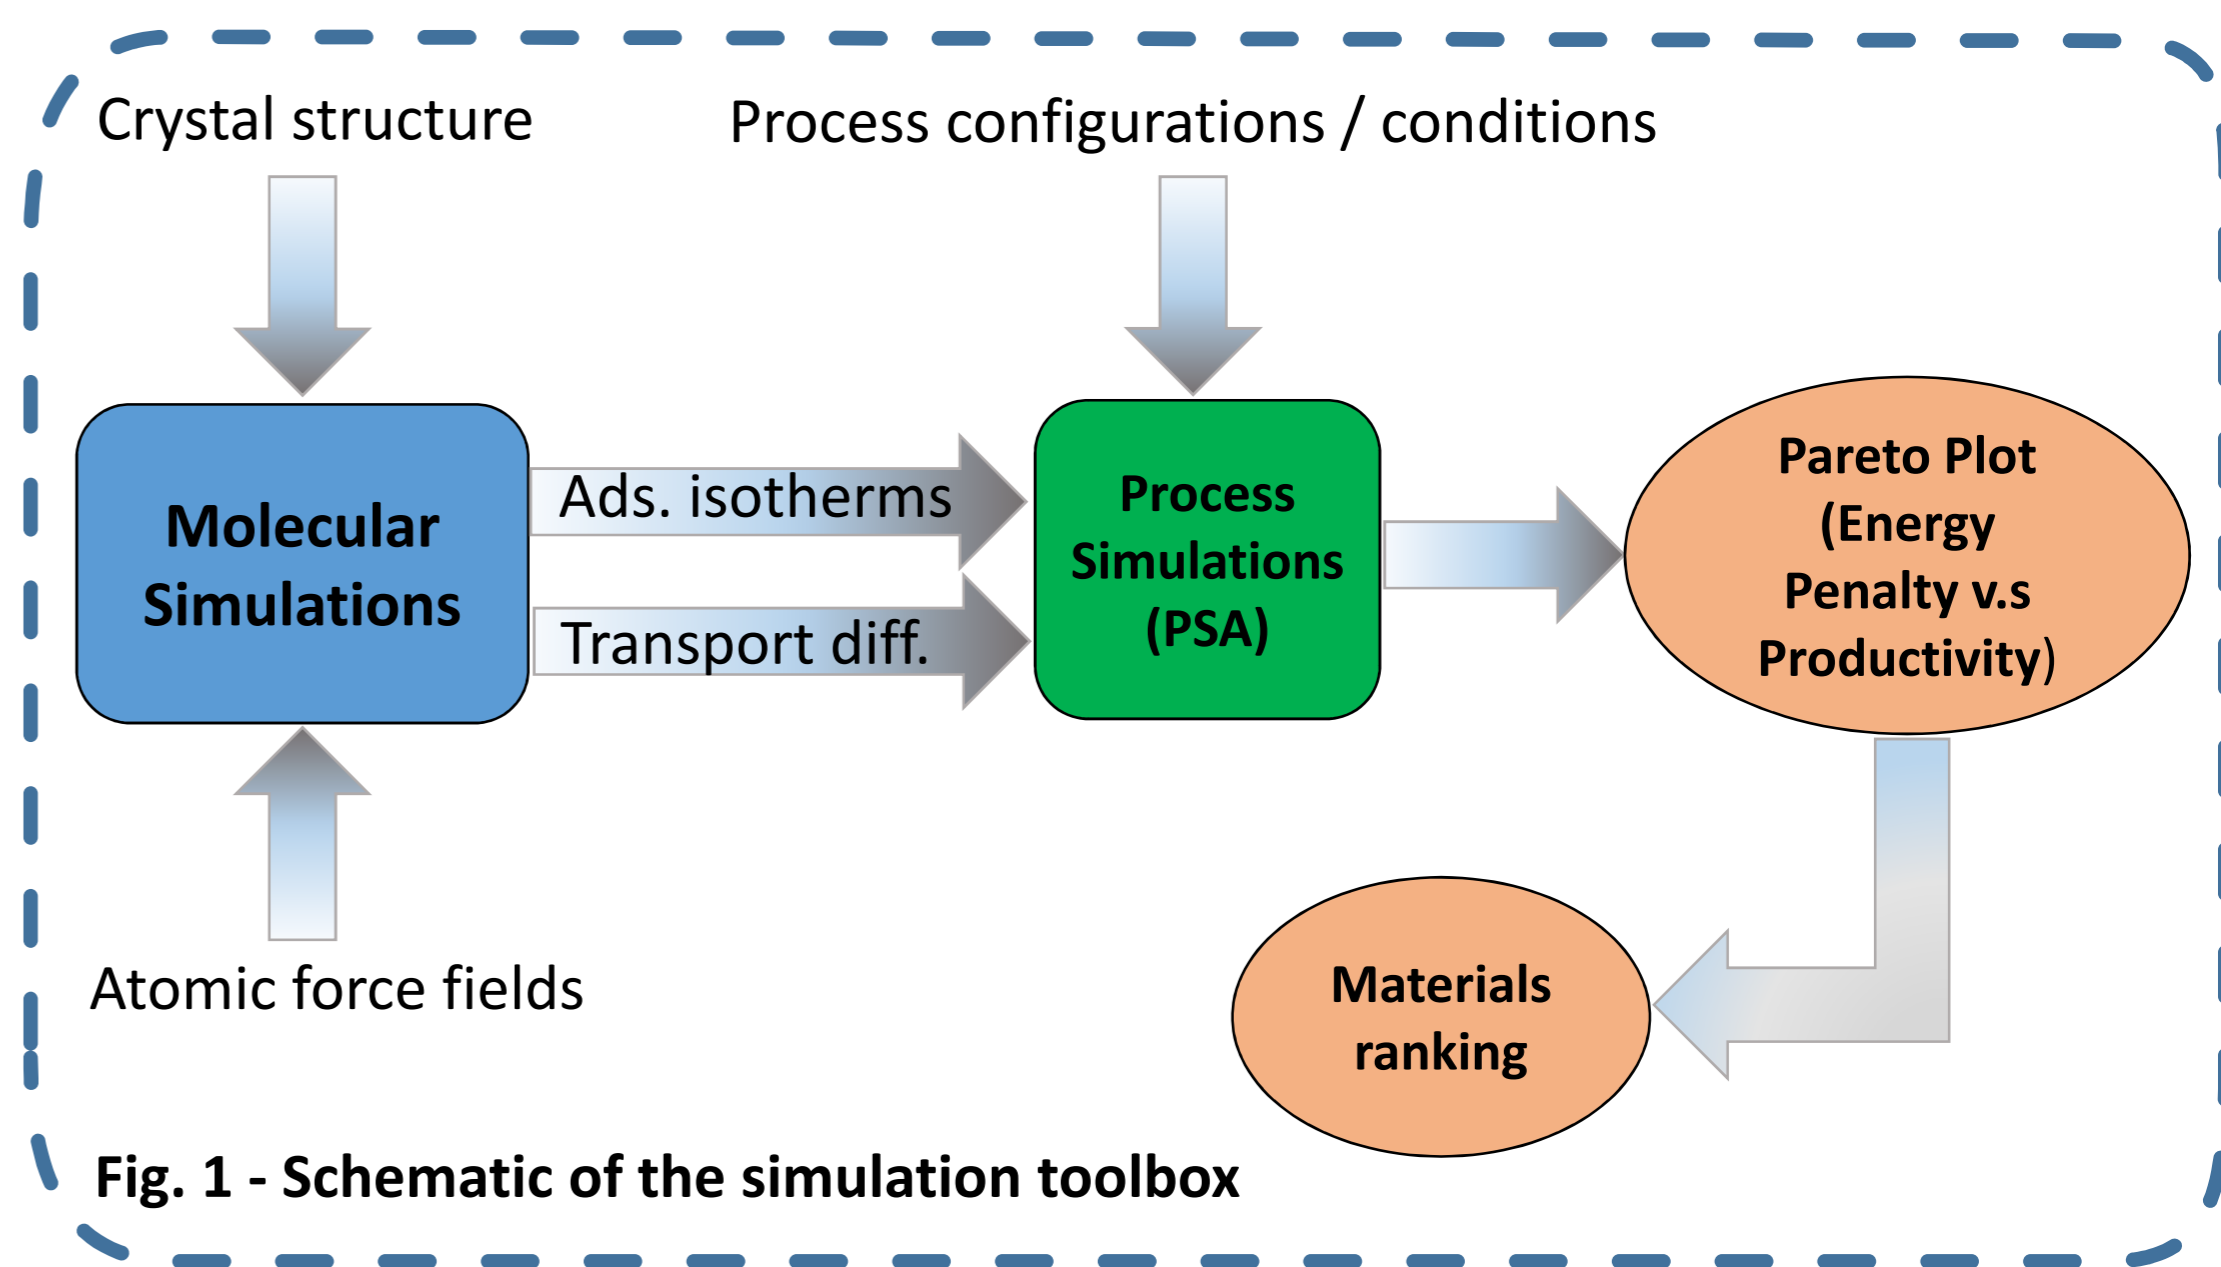 Crystal structure
Process configurations / conditions
Molecular
Simulations
Ads. isotherms
Transport diff.
Process
Simulations
(PSA)
Pareto Plot
(Energy
Penalty v.s
Productivity)
Atomic force fields
Materials
ranking
Fig. 1 - Schematic of the simulation toolbox